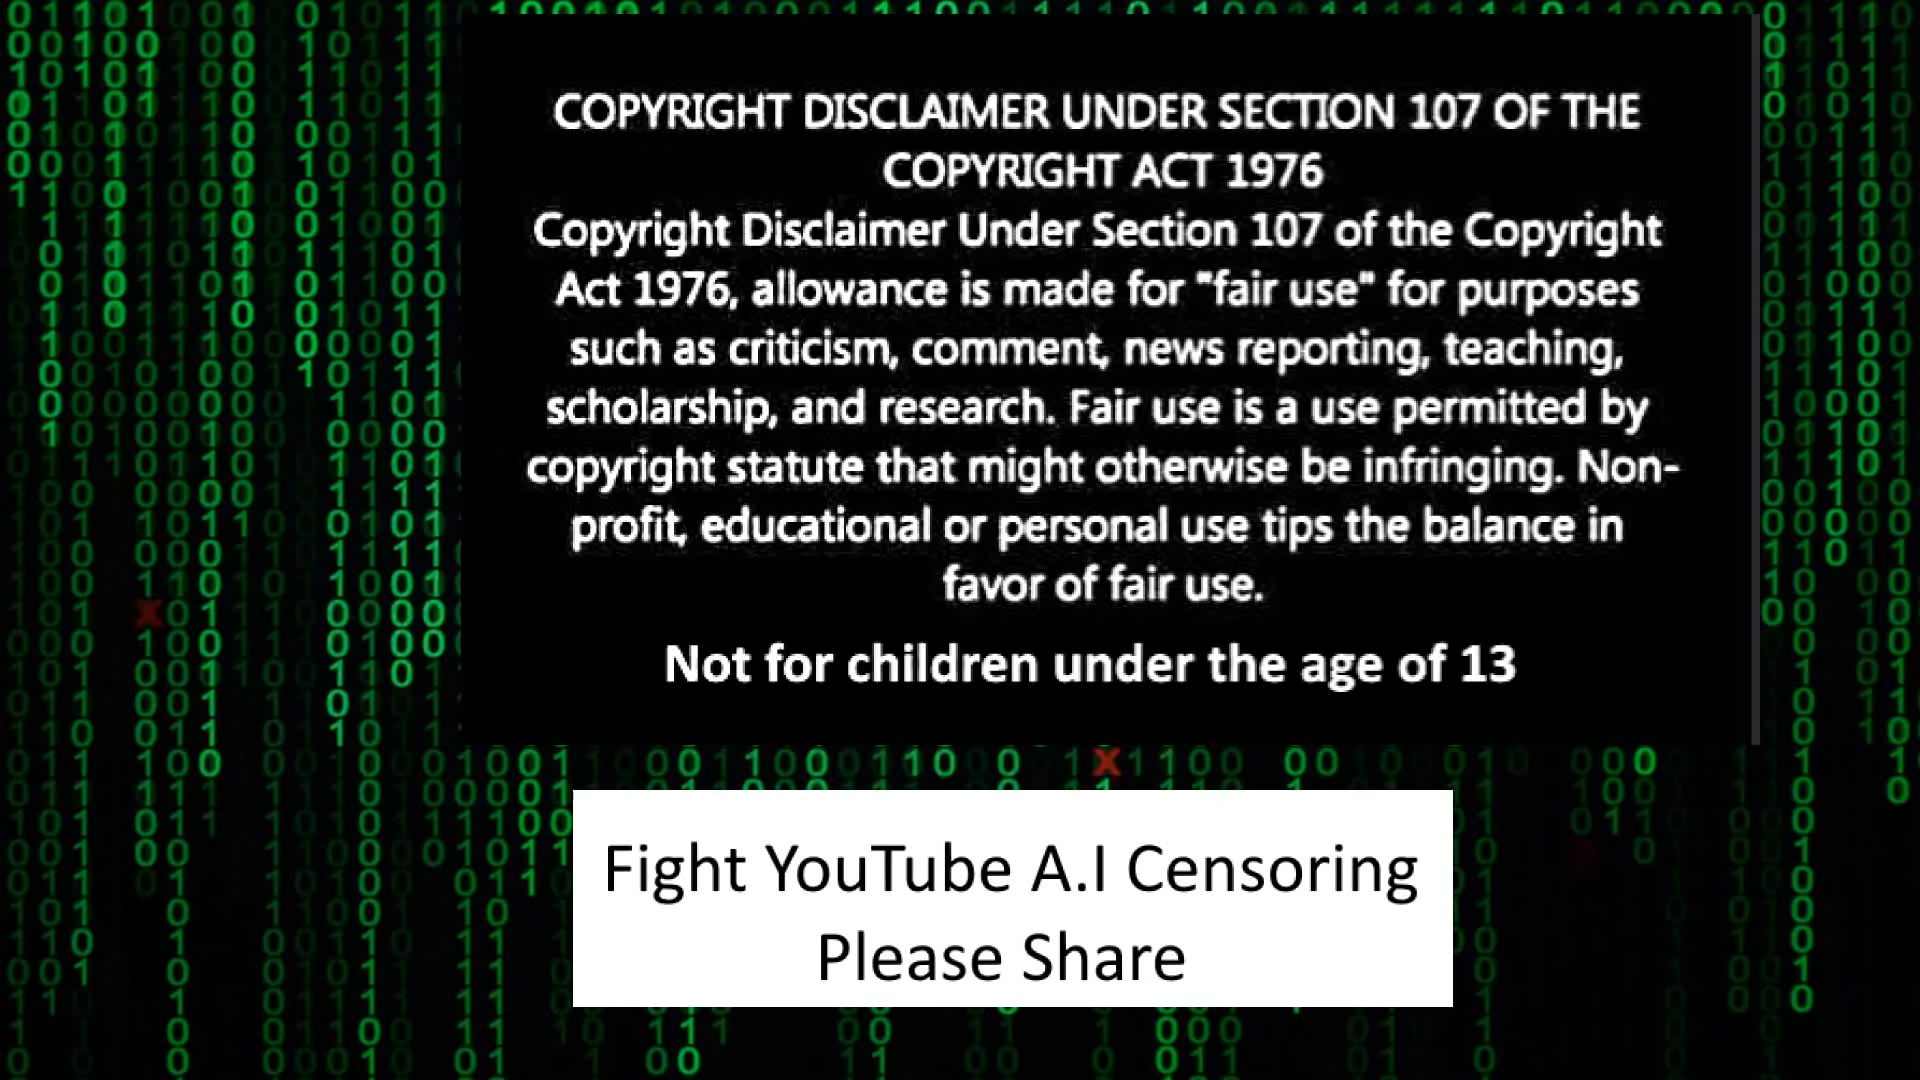 COPYRIGHT DISCLAIMER UNDER SECTION 107 OF THE
COPYRIGHT ACT 1976
Copyright Disclaimer Under Section 107 of the Copyright
Act 1976, allowance is made for "fair use" for purposes
such as criticism, comment, news reporting, teaching,
scholarship, and research. Fair use is a use permitted by
copyright statute that might otherwise be infringing. Non-
profit, educational or personal use tips the balance in
favor of fair use.
Not for children under the age of 13
Fight YouTube A.I Censoring
Please Share